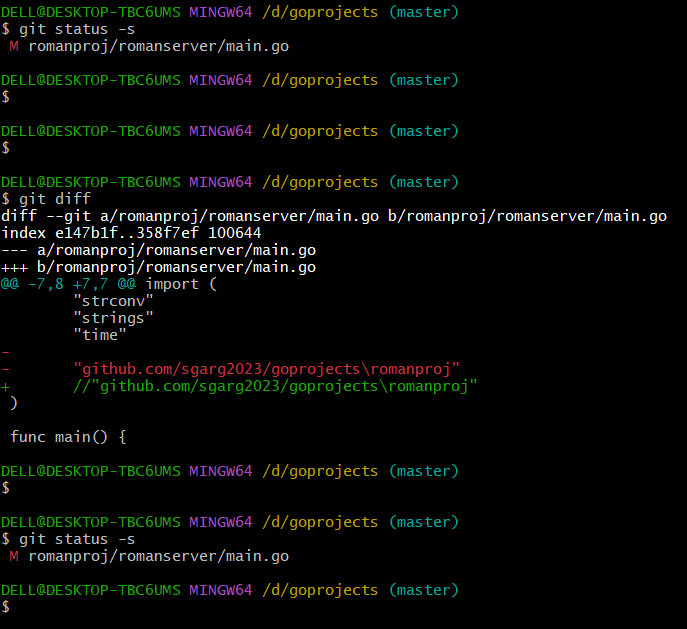 DELL@DESKTOP-TBC6UMS MINGW64 /d/goprojects (master)
$ git status -s
 M romanproj/romanserver/main.go

DELL@DESKTOP-TBC6UMS MINGW64 /d/goprojects (master)
$

DELL@DESKTOP-TBC6UMS MINGW64 /d/goprojects (master)
$

DELL@DESKTOP-TBC6UMS MINGW64 /d/goprojects (master)
$ git diff
diff --git a/romanproj/romanserver/main.go b/romanproj/romanserver/main.go
index e147b1f..358f7ef 100644
--- a/romanproj/romanserver/main.go
+++ b/romanproj/romanserver/main.go
@@ -7,8 +7,7 @@ import (
        "strconv"
        "strings"
        "time"
-
-       "github.com/sgarg2023/goprojects\romanproj"
+       //"github.com/sgarg2023/goprojects\romanproj"
 )

 func main() {

DELL@DESKTOP-TBC6UMS MINGW64 /d/goprojects (master)
$

DELL@DESKTOP-TBC6UMS MINGW64 /d/goprojects (master)
$ git status -s
 M romanproj/romanserver/main.go

DELL@DESKTOP-TBC6UMS MINGW64 /d/goprojects (master)
$